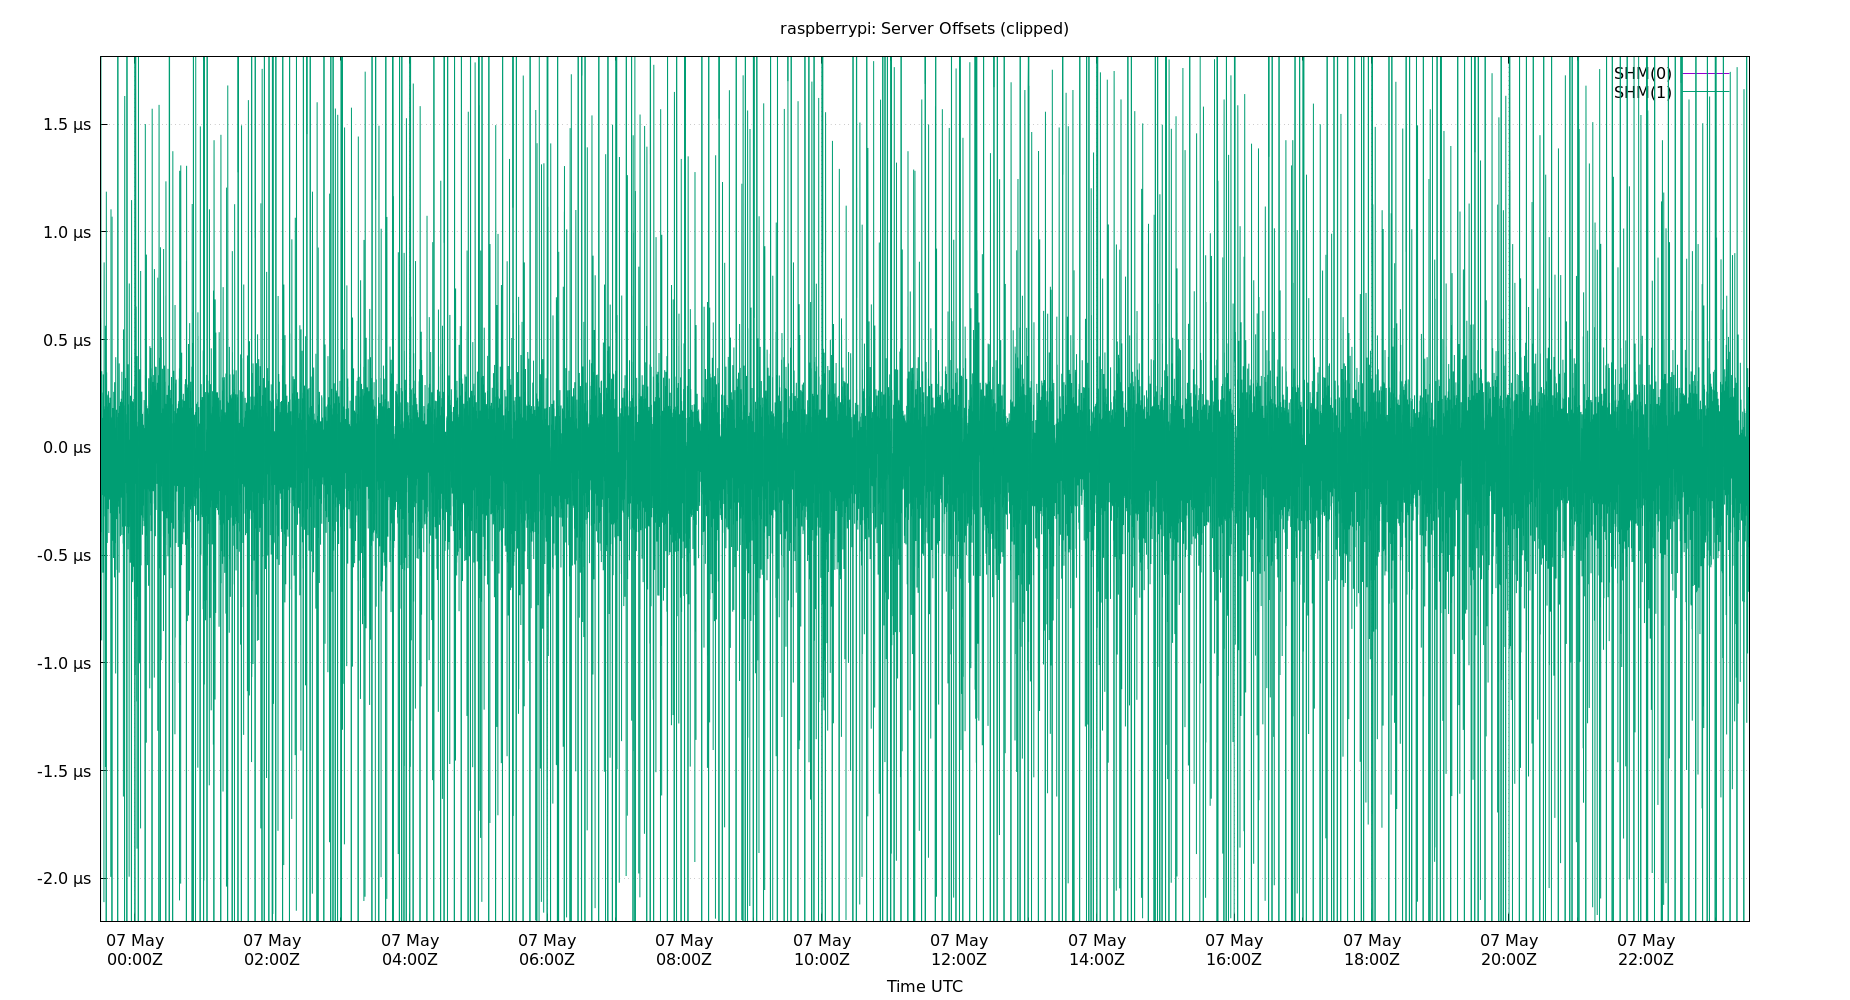 raspberrypi: Server Offsets (clipped)
SHM(0)
SHM(1)
1.5 µs
1.0 µs
0.5 µs
0.0 µs
-0.5 µs
-1.0 µs
-1.5 µs
-2.0 µs
07 May 07 May 07 May 07 May 07 May 07 May 07 May 07 May 07 May 07 May 07 May 07 May
00:00Z 02:00Z 04:00Z 06:00Z 08:00Z 10:00Z 12:00Z 14:00Z 16:00Z 18:00Z 20:00Z 22:00Z
Time UTC